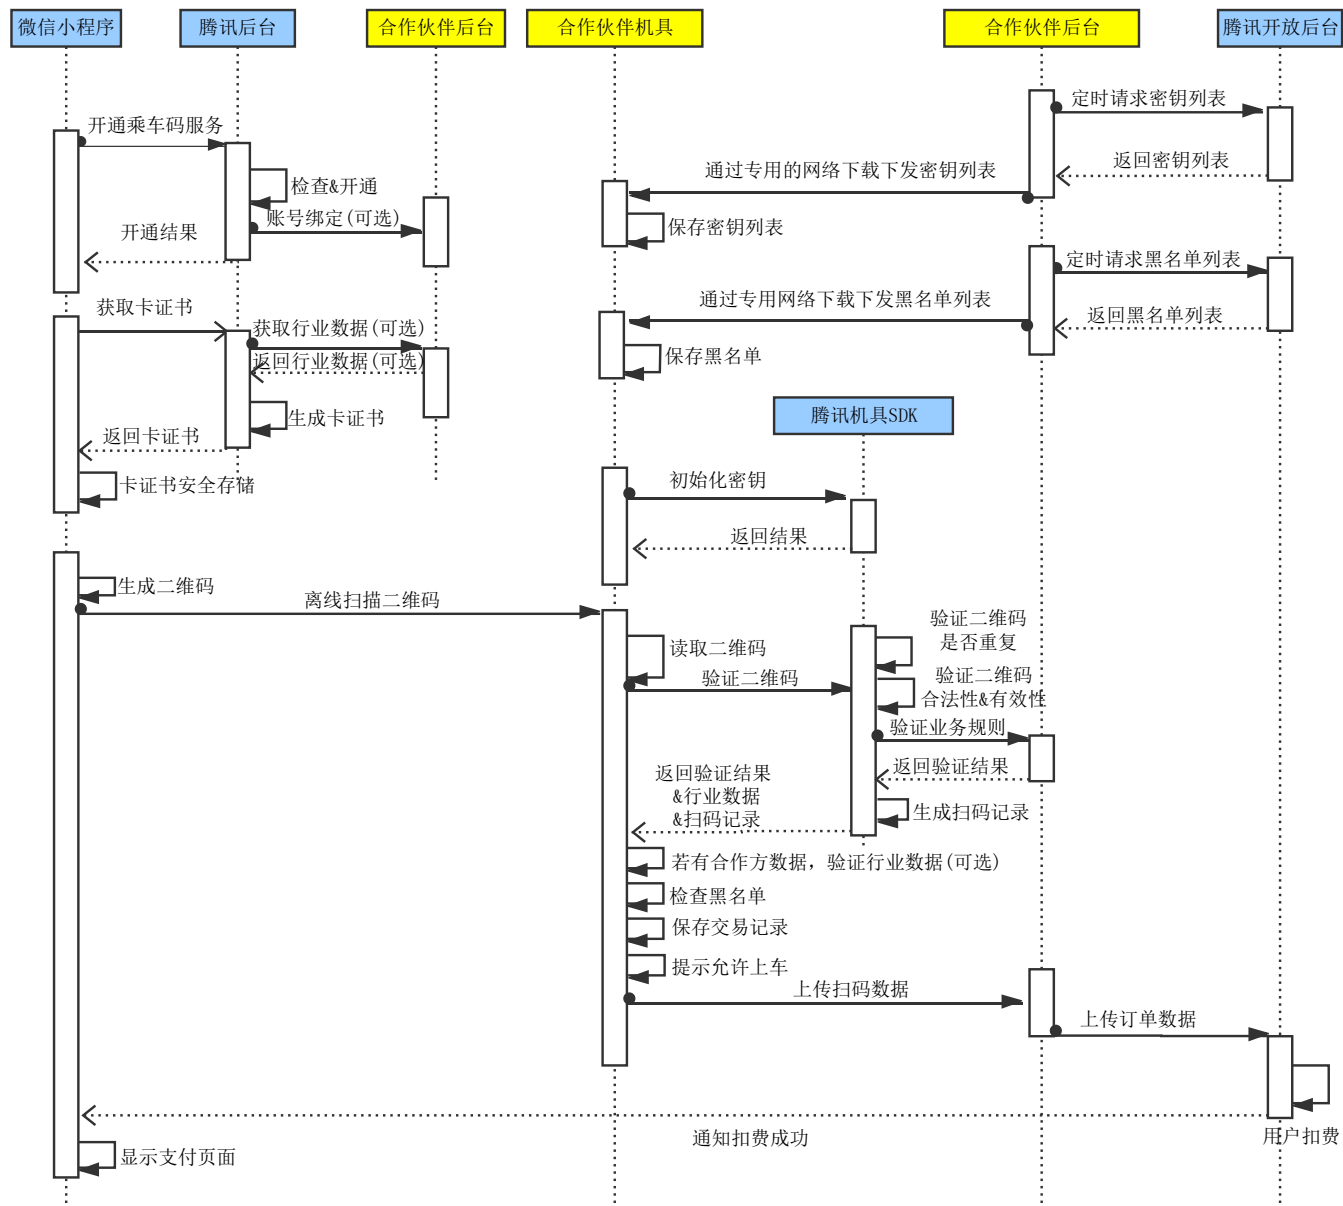 微信小程序
腾讯后台
合作伙伴后台
合作伙伴机具
合作伙伴后台
腾讯开放后台
定时请求密钥列表
开通乘车码服务
返回密钥列表
通过专用的网络下载下发密钥列表
检查&开通
账号绑定(可选)
保存密钥列表
开通结果
定时请求黑名单列表
通过专用网络下载下发黑名单列表
获取卡证书
返回黑名单列表
获取行业数据(可选)
保存黑名单
返回行业数据(可选)
腾讯机具SDK
生成卡证书
返回卡证书
初始化密钥
卡证书安全存储
返回结果
生成二维码
离线扫描二维码
验证二维码
是否重复
读取二维码
验证二维码
验证二维码
合法性&有效性
验证业务规则
返回验证结果
返回验证结果
&行业数据
&扫码记录
生成扫码记录
若有合作方数据，验证行业数据(可选)
检查黑名单
保存交易记录
提示允许上车
上传扫码数据
上传订单数据
通知扣费成功
用户扣费
显示支付页面